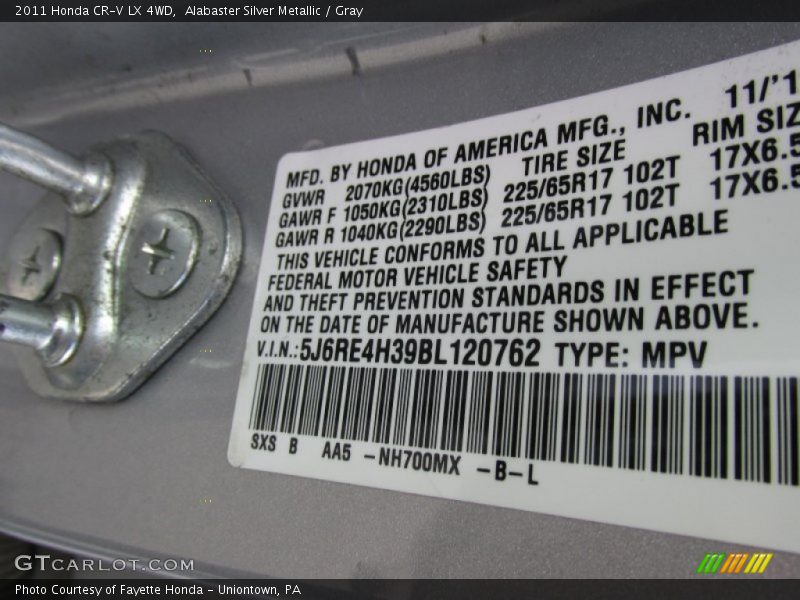 2011 Honda CR-V LX 4WD,  Alabaster Silver Metallic / Gray
MFD. BY HONDA OF AMERICA MFG., INC. 11/'1
GVWR 2070KG(4560LBS) TIRE SIZE RIM SIZ
GAWR F 1050KG(2310LBS) 225/65R17 102T 17X6.5
GAWR R 1040KG(2290LBS) 225/65R17 102T 17X6.5
THIS VEHICLE CONFORMS TO ALL APPLICABLE
FEDERAL MOTOR VEHICLE SAFETY
AND THEFT PREVENTION STANDARDS IN EFFECT
ON THE DATE OF MANUFACTURE SHOWN ABOVE.
V.I.N.:5J6RE4H39BL120762 TYPE: MPV
SXS B AA5 -NH700MX -B-L
GTCarlot.com
Photo Courtesy of Fayette Honda - Uniontown, PA